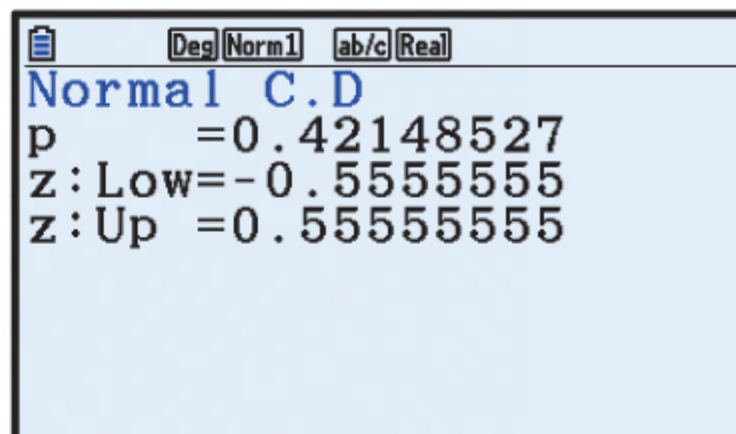 Deg Norm1 ab/c Real
Normal C.D
p =0.42148527
z:Low=-0.5555555
z:Up =0.55555555